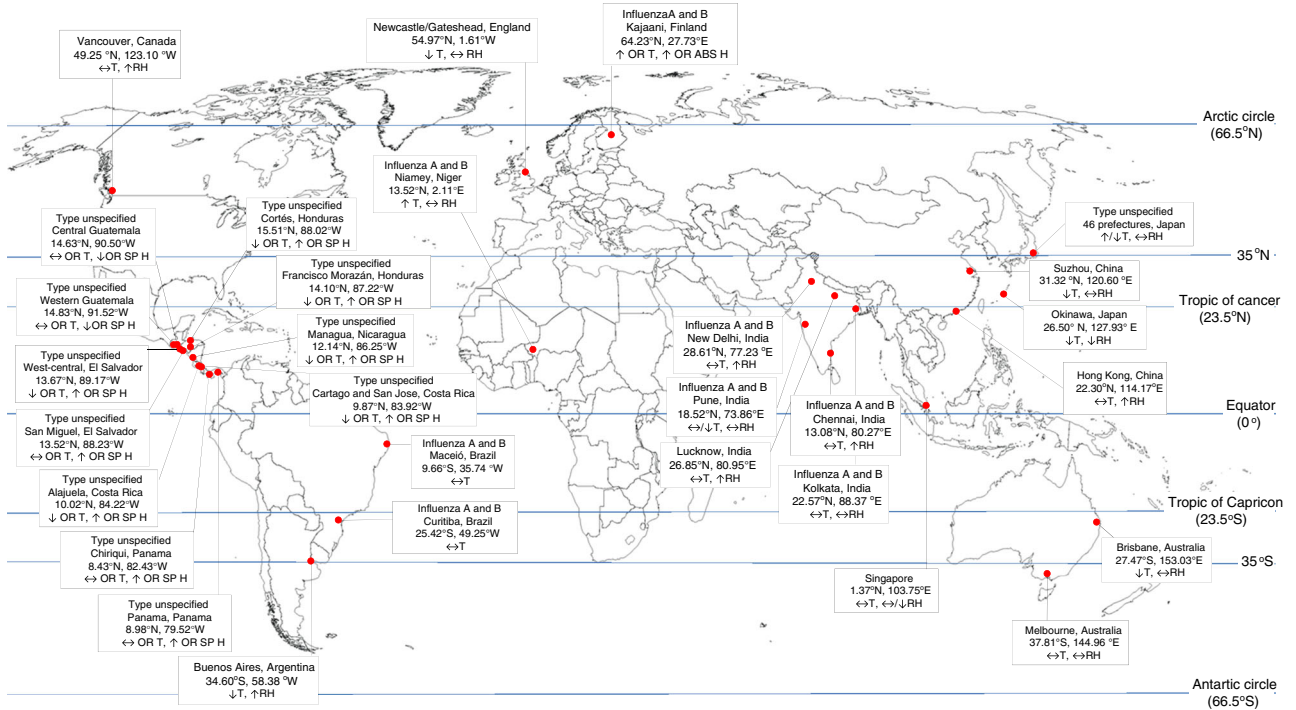 Vancouver, Canada
49.25 °N, 123.10 °W
↔T, ↑RH
Newcastle/Gateshead, England
54.97°N, 1.61°W
↓ T, ↔ RH
InfluenzaA and B
Kajaani, Finland
64.23°N, 27.73°E
↑ OR T, ↑ OR ABS H
Arctic circle
(66.5°N)
Influenza A and B
Niamey, Niger
13.52°N, 2.11°E
↑ T, ↔ RH
Type unspecified
Central Guatemala
14.63°N, 90.50°W
↔ OR T, ↓OR SP H
Type unspecified
Cortés, Honduras
15.51°N, 88.02°W
↓ OR T, ↑ OR SP H
Type unspecified
46 prefectures, Japan
↑/↓T, ↔RH
35°N
Type unspecified
Francisco Morazán, Honduras
14.10°N, 87.22°W
↓ OR T, ↑ OR SP H
Suzhou, China
31.32 °N, 120.60 °E
↓T, ↔RH
Type unspecified
Western Guatemala
14.83°N, 91.52°W
↔ OR T, ↓OR SP H
Tropic of cancer
(23.5°N)
Okinawa, Japan
26.50° N, 127.93° E
↓T, ↓RH
Type unspecified
Managua, Nicaragua
12.14°N, 86.25°W
↓ OR T, ↑ OR SP H
Influenza A and B
New Delhi, India
28.61°N, 77.23 °E
↔T, ↑RH
Type unspecified
West-central, El Salvador
13.67°N, 89.17°W
↓ OR T, ↑ OR SP H
Hong Kong, China
22.30°N, 114.17°E
↔T, ↑RH
Type unspecified
Cartago and San Jose, Costa Rica
9.87°N, 83.92°W
↓ OR T, ↑ OR SP H
Influenza A and B
Pune, India
18.52°N, 73.86°E
↔/↓T, ↔RH
Influenza A and B
Chennai, India
13.08°N, 80.27°E
↔T, ↑RH
Equator
(0°)
Type unspecified
San Miguel, El Salvador
13.52°N, 88.23°W
↔ OR T, ↑ OR SP H
Influenza A and B
Maceió, Brazil
9.66°S, 35.74 °W
↔T
Lucknow, India
26.85°N, 80.95°E
↔T, ↑RH
Influenza A and B
Kolkata, India
22.57°N, 88.37 °E
↔T, ↔RH
Type unspecified
Alajuela, Costa Rica
10.02°N, 84.22°W
↓ OR T, ↑ OR SP H
Influenza A and B
Curitiba, Brazil
25.42°S, 49.25°W
↔T
Tropic of Capricon
(23.5°S)
Type unspecified
Chiriqui, Panama
8.43°N, 82.43°W
↔ OR T, ↑ OR SP H
Brisbane, Australia
27.47°S, 153.03°E
↓T, ↔RH
35°S
Singapore
1.37°N, 103.75°E
↔T, ↔/↓RH
Type unspecified
Panama, Panama
8.98°N, 79.52°W
↔ OR T, ↑ OR SP H
Melbourne, Australia
37.81°S, 144.96 °E
↔T, ↔RH
Buenos Aires, Argentina
34.60°S, 58.38 °W
↓T, ↑RH
Antartic circle
(66.5°S)